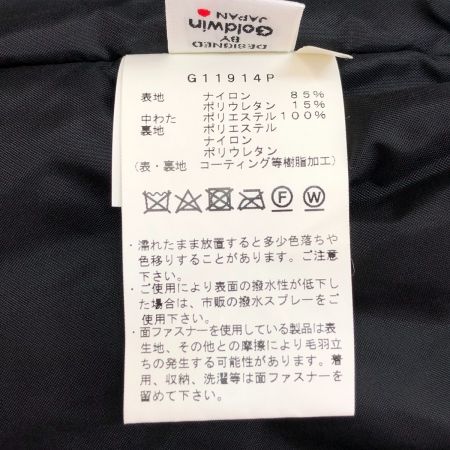 DESIGNED
BY
Goldwin
JAPAN
G11914P
表地 ナイロン 85%
ポリウレタン 15%
中わた ポリエステル100%
裏地 ポリエステル
ナイロン
ポリウレタン
(表・裏地 コーティング等樹脂加工)
F W
・濡れたまま放置すると多少色落ちや
色移りすることがあります。ご注意
下さい。
・ご使用により表面の撥水性が低下し
た場合は、市販の撥水スプレーをご
使用下さい。
・面ファスナーを使用している製品は表
生地、その他との摩擦により毛羽立
ちの発生する可能性があります。着
用、収納、洗濯等は面ファスナーを
留めて下さい。